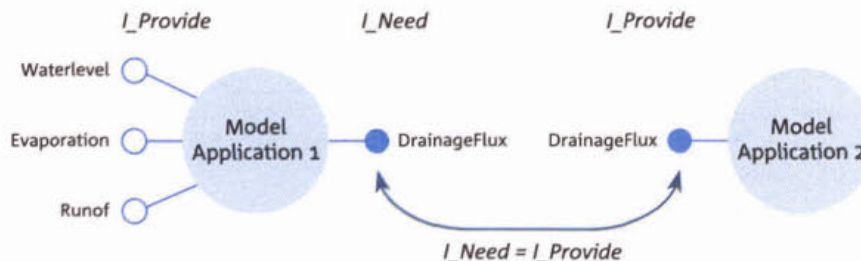 I_Provide I_Need I_Provide
Waterlevel
Evaporation
Runof
Model
Application 1
DrainageFlux
DrainageFlux
Model
Application 2
I_Need = I_Provide